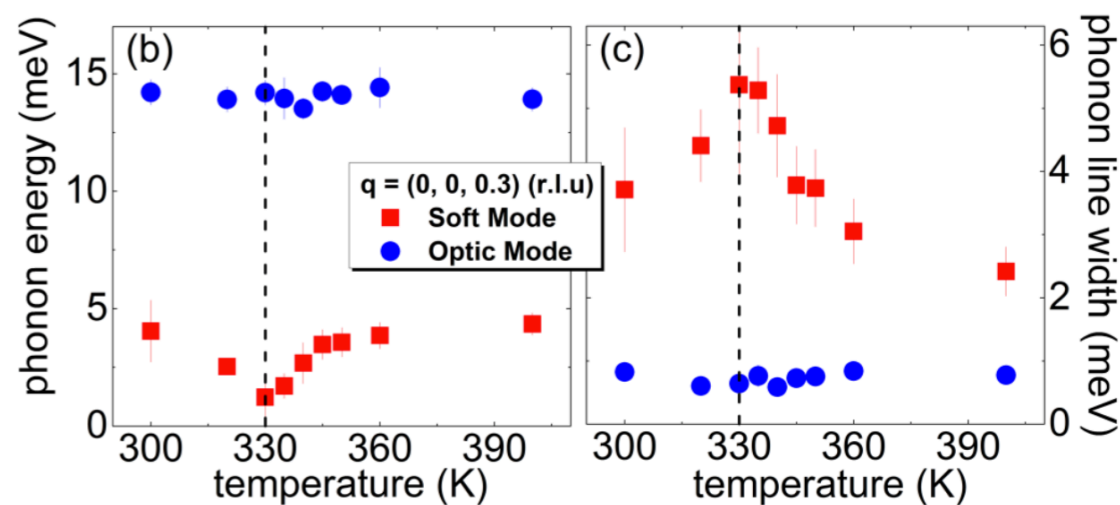 (b)
phonon energy (meV)
15
10
5
0
300 330 360 390
temperature (K)
q = (0, 0, 0.3) (r.l.u)
Soft Mode
Optic Mode
(c)
6
4
2
0
phonon line width (meV)
300 330 360 390
temperature (K)